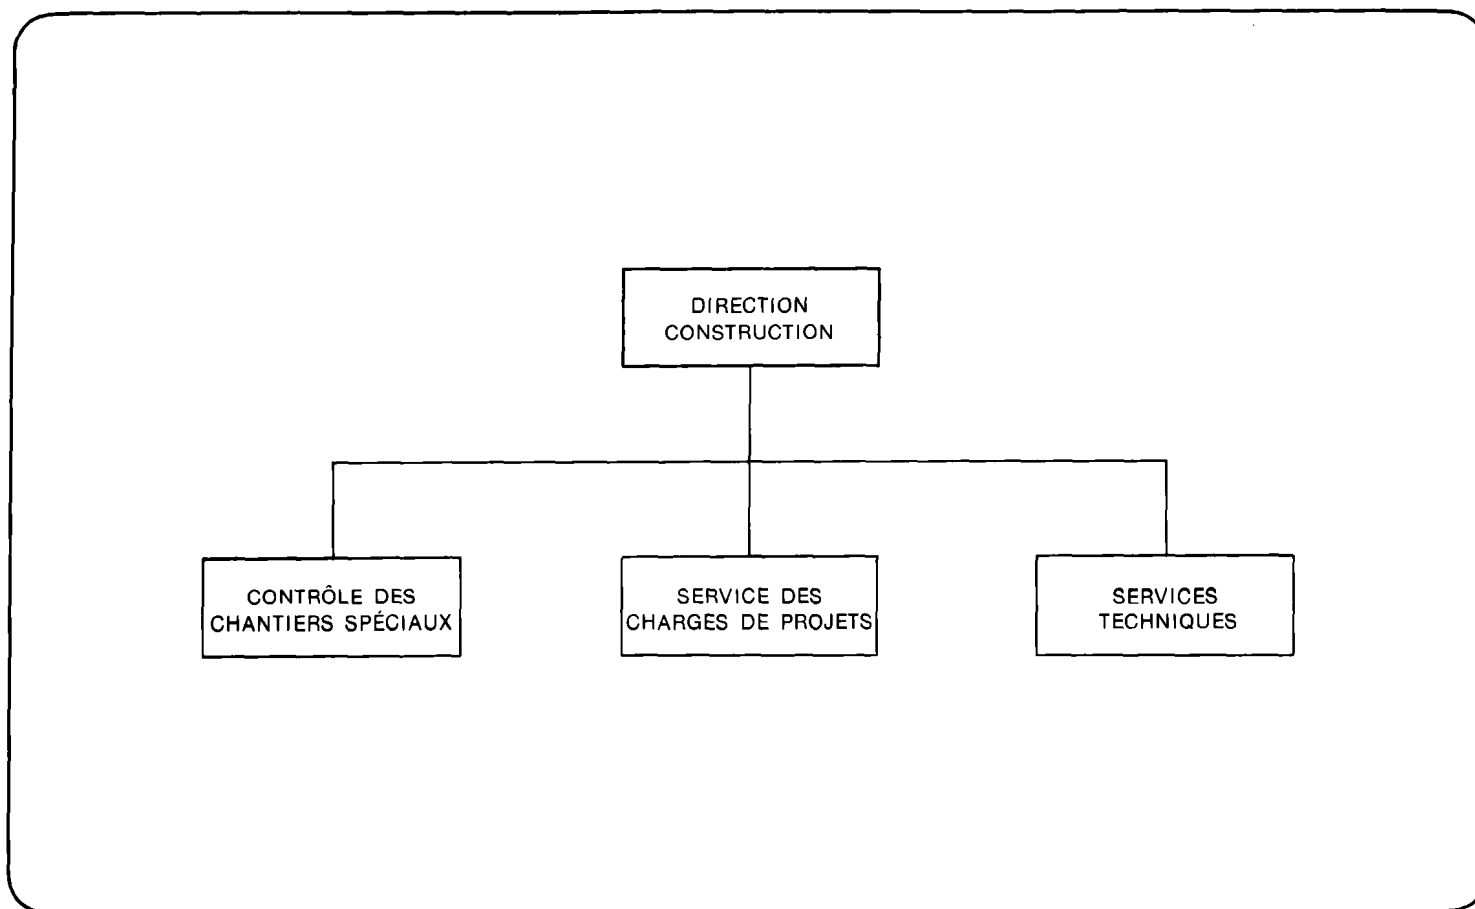 DIRECTION
CONSTRUCTION
CONTRÔLE DES
CHANTIERS SPÉCIAUX
SERVICE DES
CHARGES DE PROJETS
SERVICES
TECHNIQUES